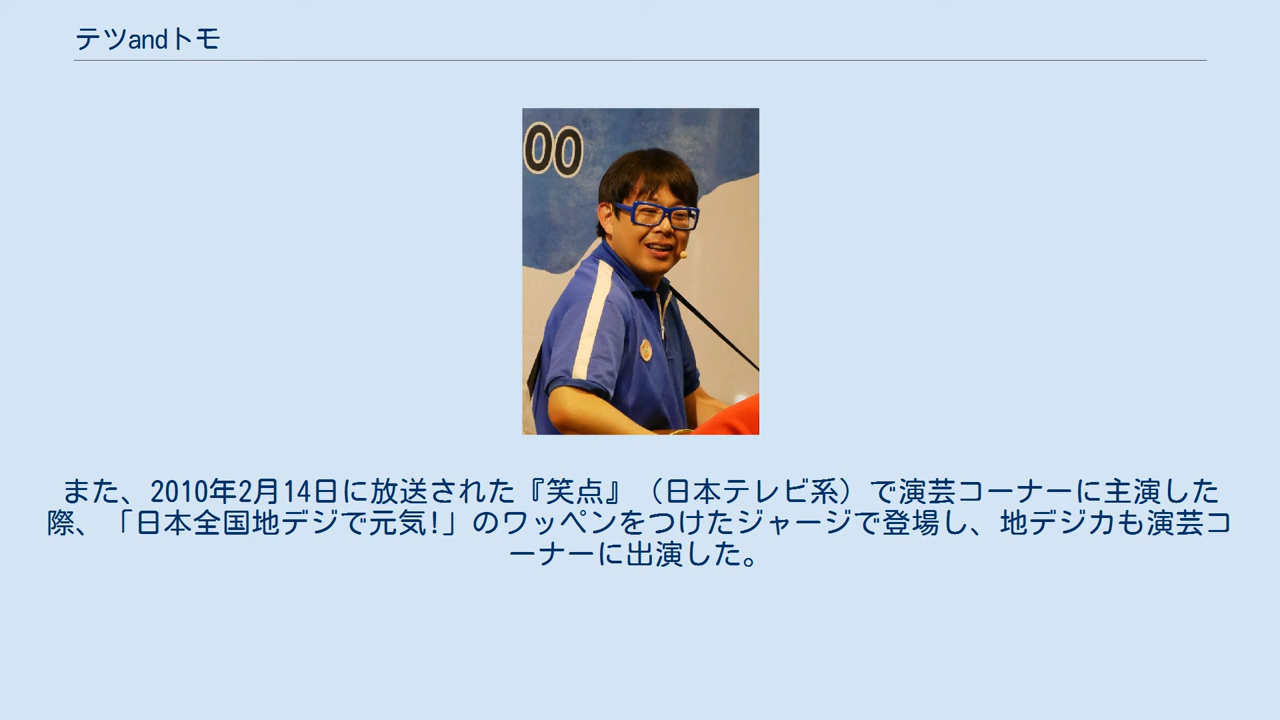 テツandトモ
00
また、2010年2月14日に放送された『笑点』（日本テレビ系）で演芸コーナーに主演した
際、「日本全国地デジで元気!」のワッペンをつけたジャージで登場し、地デジカも演芸コ
ーナーに出演した。